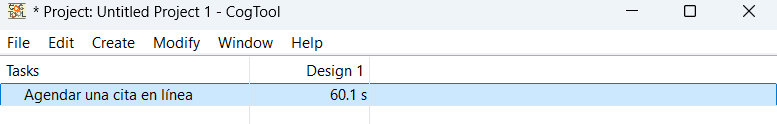 * Project: Untitled Project 1 - CogTool
File Edit Create Modify Window Help
Tasks Design 1
Agendar una cita en línea 60.1 s